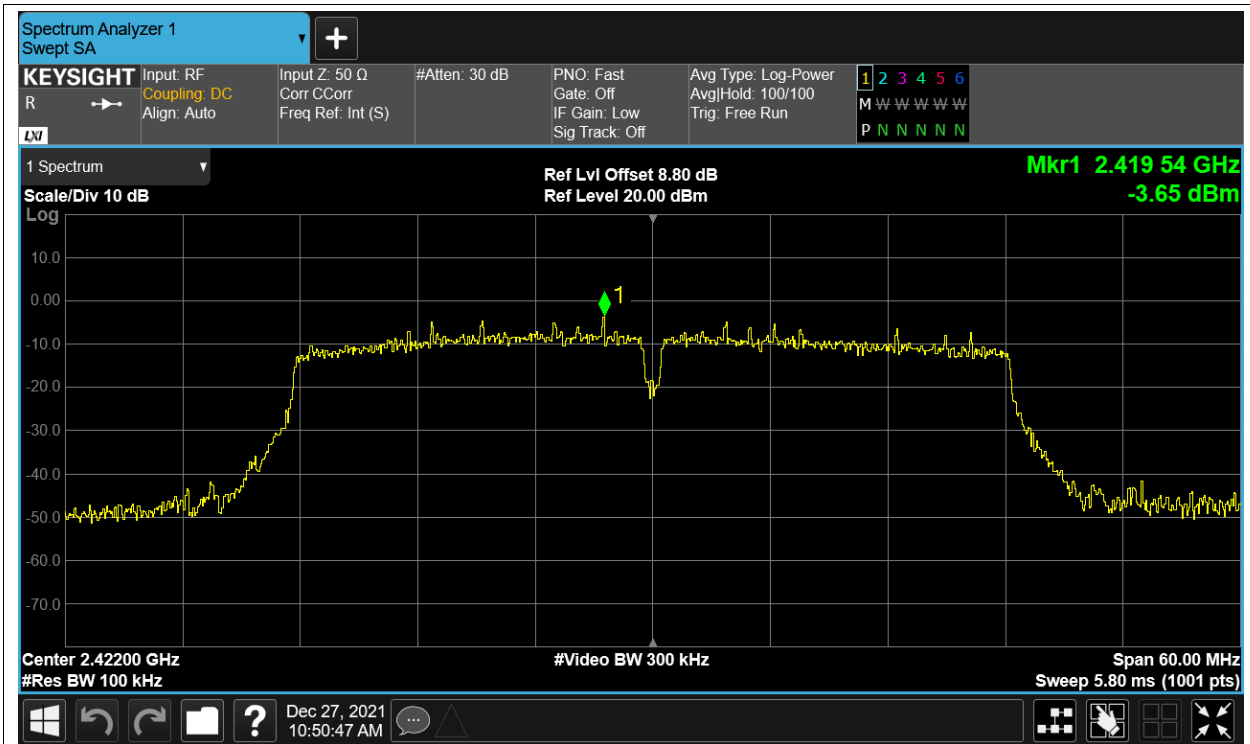 Spectrum Analyzer 1
Swept SA
KEYSIGHT
R
LXI
Input: RF
Coupling: DC
Align: Auto
Input Z: 50 Ω
Corr CCorr
Freq Ref: Int (S)
#Atten: 30 dB
PNO: Fast
Gate: Off
IF Gain: Low
Sig Track: Off
Avg Type: Log-Power
Avg|Hold: 100/100
Trig: Free Run
1 2 3 4 5 6
M W W W W W
P N N N N N
1 Spectrum
Scale/Div 10 dB
Log
Ref Lvl Offset 8.80 dB
Ref Level 20.00 dBm
Mkr1 2.419 54 GHz
-3.65 dBm
10.0
0.00
-10.0
-20.0
-30.0
-40.0
-50.0
-60.0
-70.0
1
Center 2.42200 GHz
#Video BW 300 kHz
Span 60.00 MHz
#Res BW 100 kHz
Sweep 5.80 ms (1001 pts)
?
Dec 27, 2021
10:50:47 AM